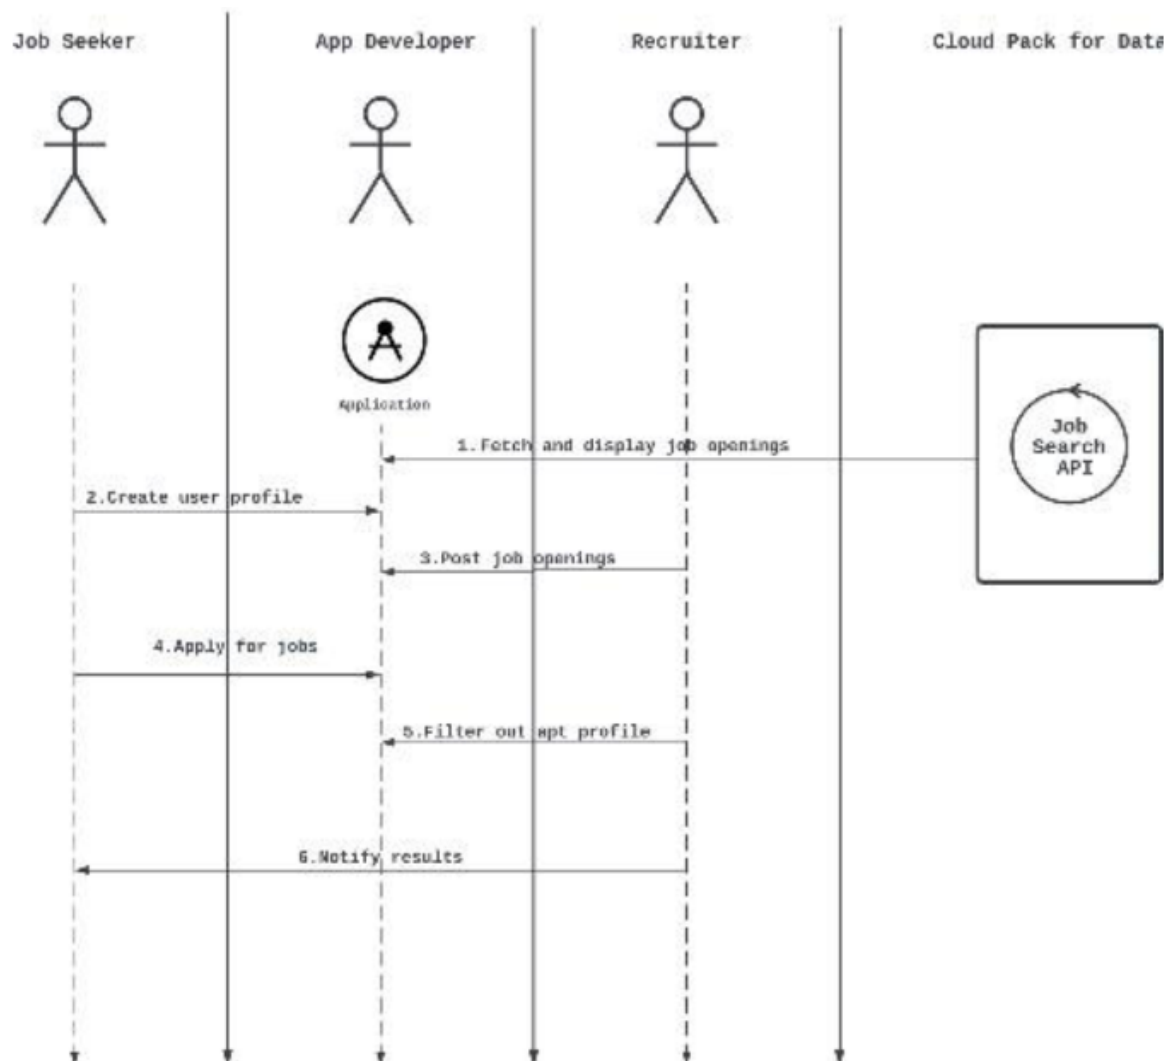 Job Seeker
App Developer
Recruiter
Cloud Pack for Data
Application
1.Fetch and display job openings
Job
Search
API
2.Create user profile
3.Post job openings
4.Apply for jobs
5.Filter out apt profile
6.Notify results